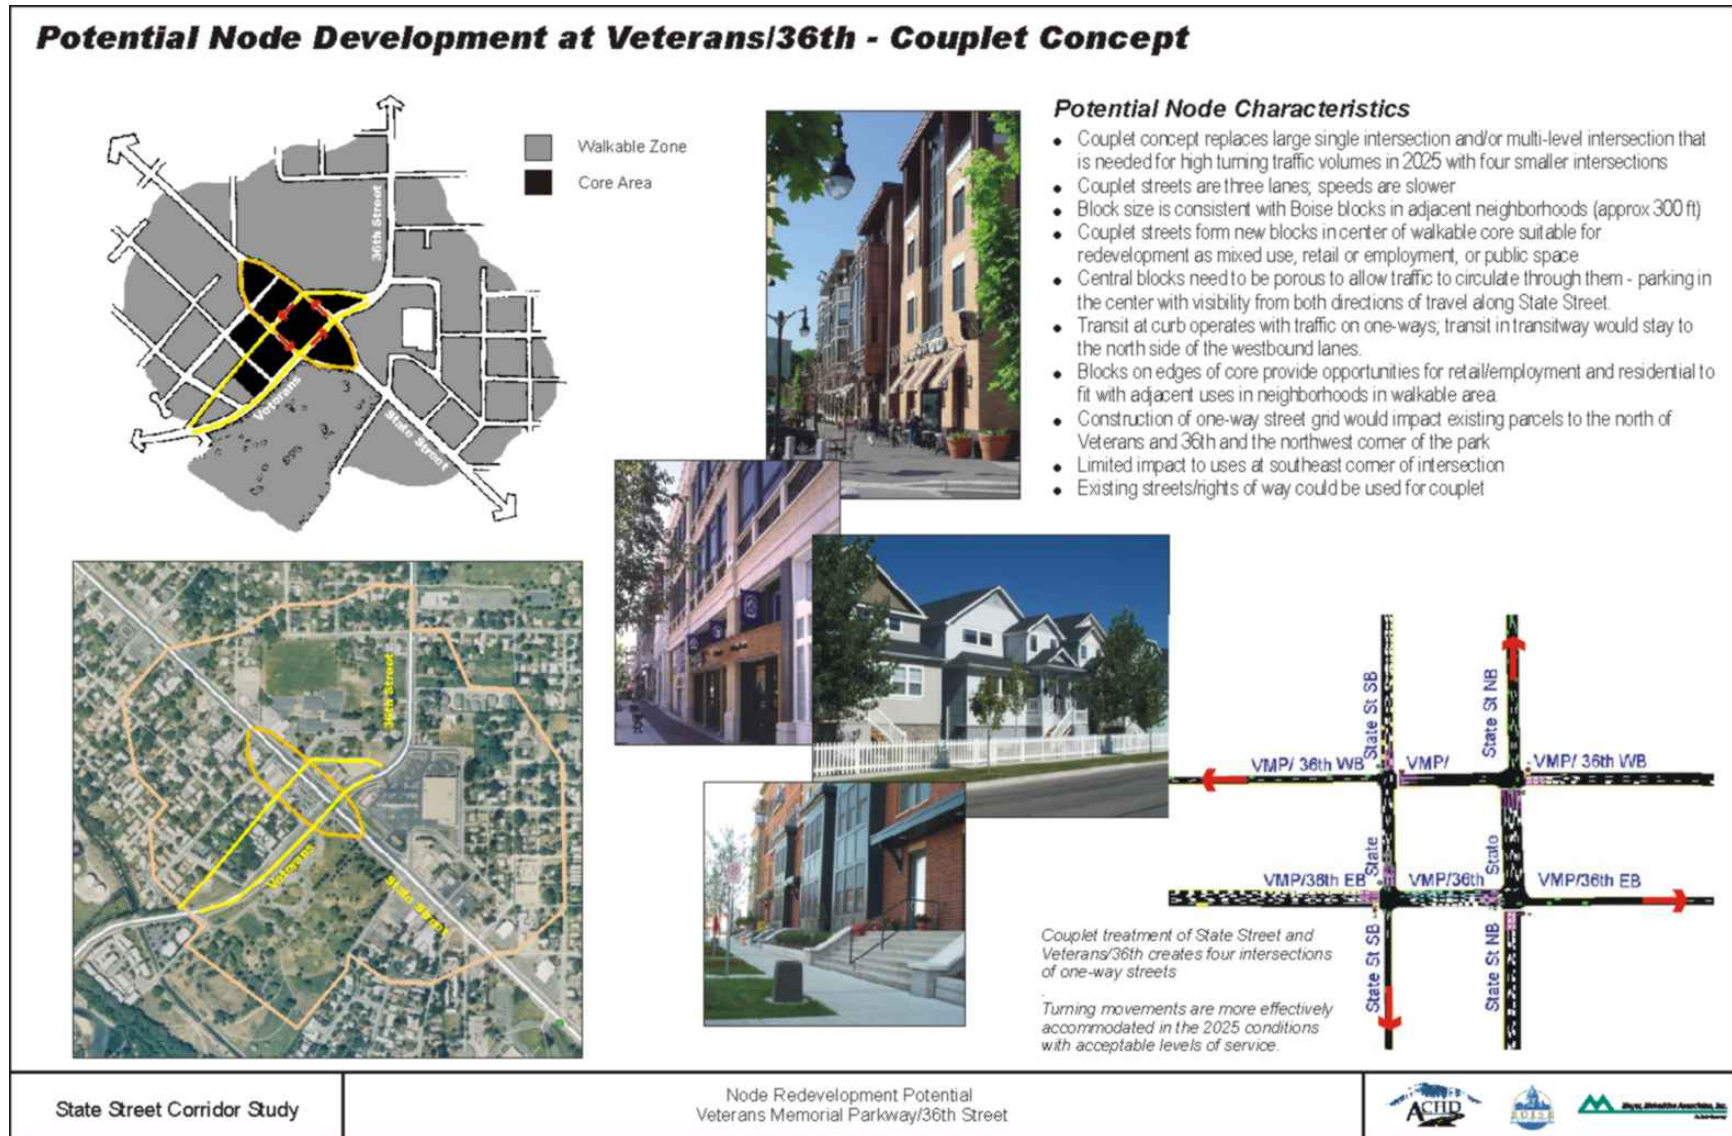 Potential Node Development at Veterans/36th - Couplet Concept
Walkable Zone
Core Area
36th Street
Veterans
State Street
Potential Node Characteristics
Couplet concept replaces large single intersection and/or multi-level intersection that
is needed for high turning traffic volumes in 2025 with four smaller intersections
Couplet streets are three lanes; speeds are slower
Block size is consistent with Boise blocks in adjacent neighborhoods (approx 300 ft)
Couplet streets form new blocks in center of walkable core suitable for
redevelopment as mixed use, retail or employment, or public space
Central blocks need to be porous to allow traffic to circulate through them - parking in
the center with visibility from both directions of travel along State Street.
Transit at curb operates with traffic on one-ways; transit in transitway would stay to
the north side of the westbound lanes.
Blocks on edges of core provide opportunities for retail/employment and residential to
fit with adjacent uses in neighborhoods in walkable area.
Construction of one-way street grid would impact existing parcels to the north of
Veterans and 36th and the northwest corner of the park
Limited impact to uses at southeast corner of intersection
Existing streets/rights of way could be used for couplet
36th Street
Veterans
State Street
State St SB
State St NB
VMP/ 36th WB
VMP/
VMP/ 36th WB
State
State
VMP/36th EB
VMP/36th
VMP/36th EB
State St SB
State St NB
Couplet treatment of State Street and
Veterans/36th creates four intersections
of one-way streets
.
Turning movements are more effectively
accommodated in the 2025 conditions
with acceptable levels of service.
State Street Corridor Study
Node Redevelopment Potential
Veterans Memorial Parkway/36th Street
ACHD
BOISE